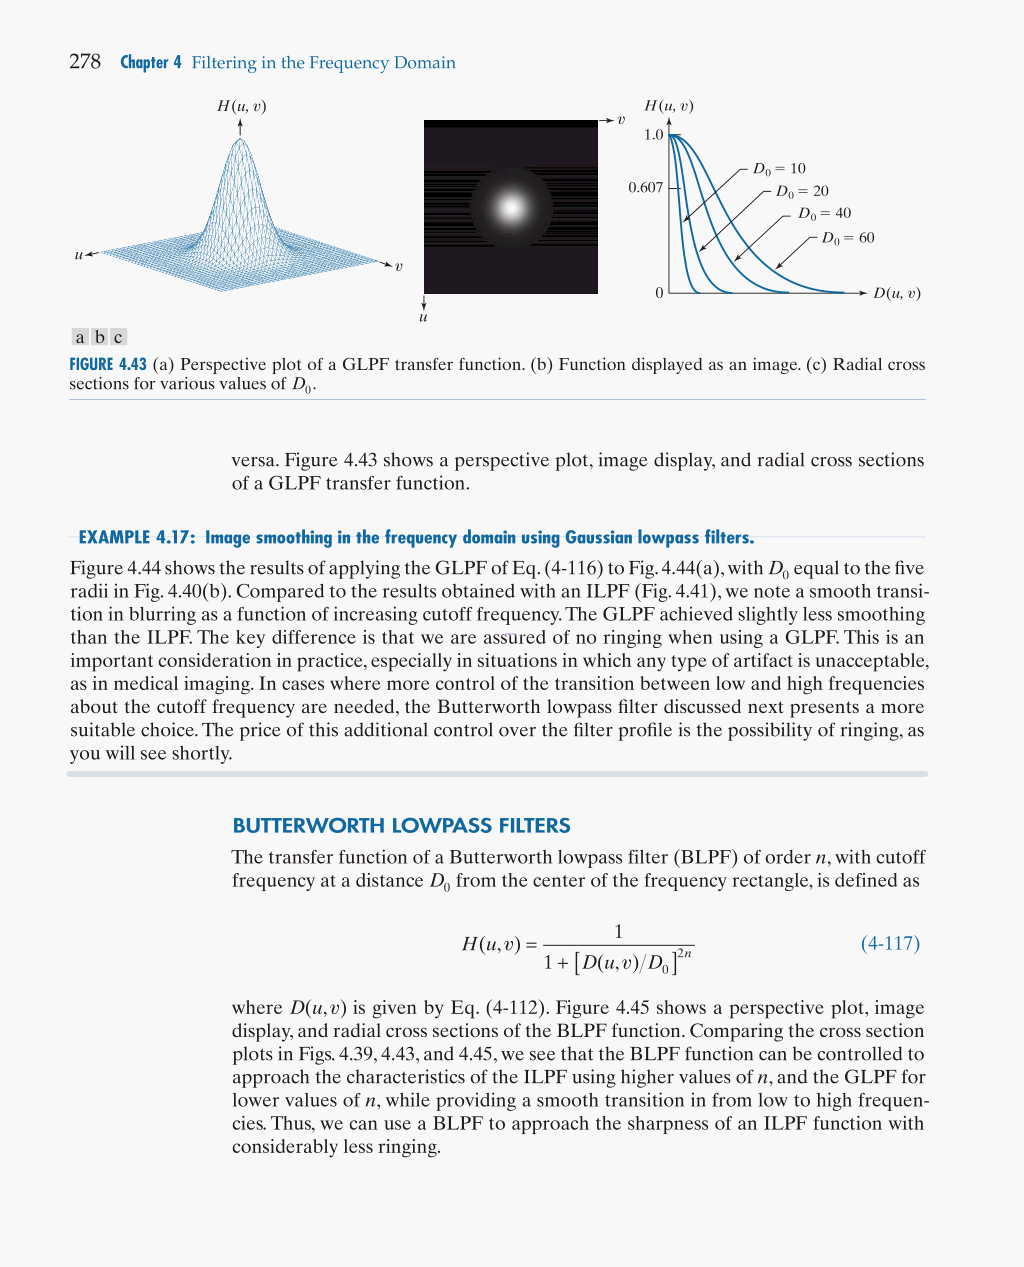 278 Chapter 4 Filtering in the Frequency Domain
H(u, v)
u
v
v
u
H(u, v)
1.0
0.607
0
D₀ = 10
D₀ = 20
D₀ = 40
D₀ = 60
D(u, v)
a b c
FIGURE 4.43 (a) Perspective plot of a GLPF transfer function. (b) Function displayed as an image. (c) Radial cross
sections for various values of D₀.
versa. Figure 4.43 shows a perspective plot, image display, and radial cross sections
of a GLPF transfer function.
EXAMPLE 4.17: Image smoothing in the frequency domain using Gaussian lowpass filters.
Figure 4.44 shows the results of applying the GLPF of Eq. (4-116) to Fig. 4.44(a), with D₀ equal to the five
radii in Fig. 4.40(b). Compared to the results obtained with an ILPF (Fig. 4.41), we note a smooth transi-
tion in blurring as a function of increasing cutoff frequency. The GLPF achieved slightly less smoothing
than the ILPF. The key difference is that we are assured of no ringing when using a GLPF. This is an
important consideration in practice, especially in situations in which any type of artifact is unacceptable,
as in medical imaging. In cases where more control of the transition between low and high frequencies
about the cutoff frequency are needed, the Butterworth lowpass filter discussed next presents a more
suitable choice. The price of this additional control over the filter profile is the possibility of ringing, as
you will see shortly.
BUTTERWORTH LOWPASS FILTERS
The transfer function of a Butterworth lowpass filter (BLPF) of order n, with cutoff
frequency at a distance D₀ from the center of the frequency rectangle, is defined as
H(u,v) = 1 / (1 + [D(u,v)/D₀]²ⁿ) (4-117)
where D(u,v) is given by Eq. (4-112). Figure 4.45 shows a perspective plot, image
display, and radial cross sections of the BLPF function. Comparing the cross section
plots in Figs. 4.39, 4.43, and 4.45, we see that the BLPF function can be controlled to
approach the characteristics of the ILPF using higher values of n, and the GLPF for
lower values of n, while providing a smooth transition in from low to high frequen-
cies. Thus, we can use a BLPF to approach the sharpness of an ILPF function with
considerably less ringing.